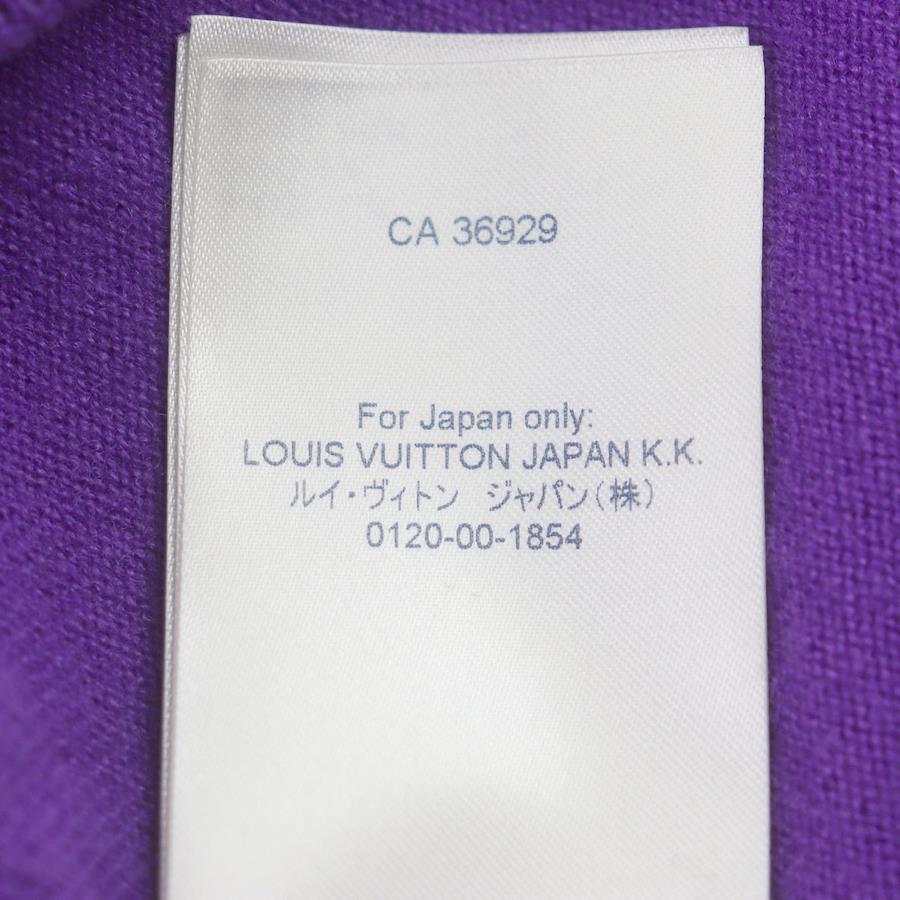 CA 36929
For Japan only:
LOUIS VUITTON JAPAN K.K.
ルイ・ヴィトン　ジャパン(株)
0120-00-1854